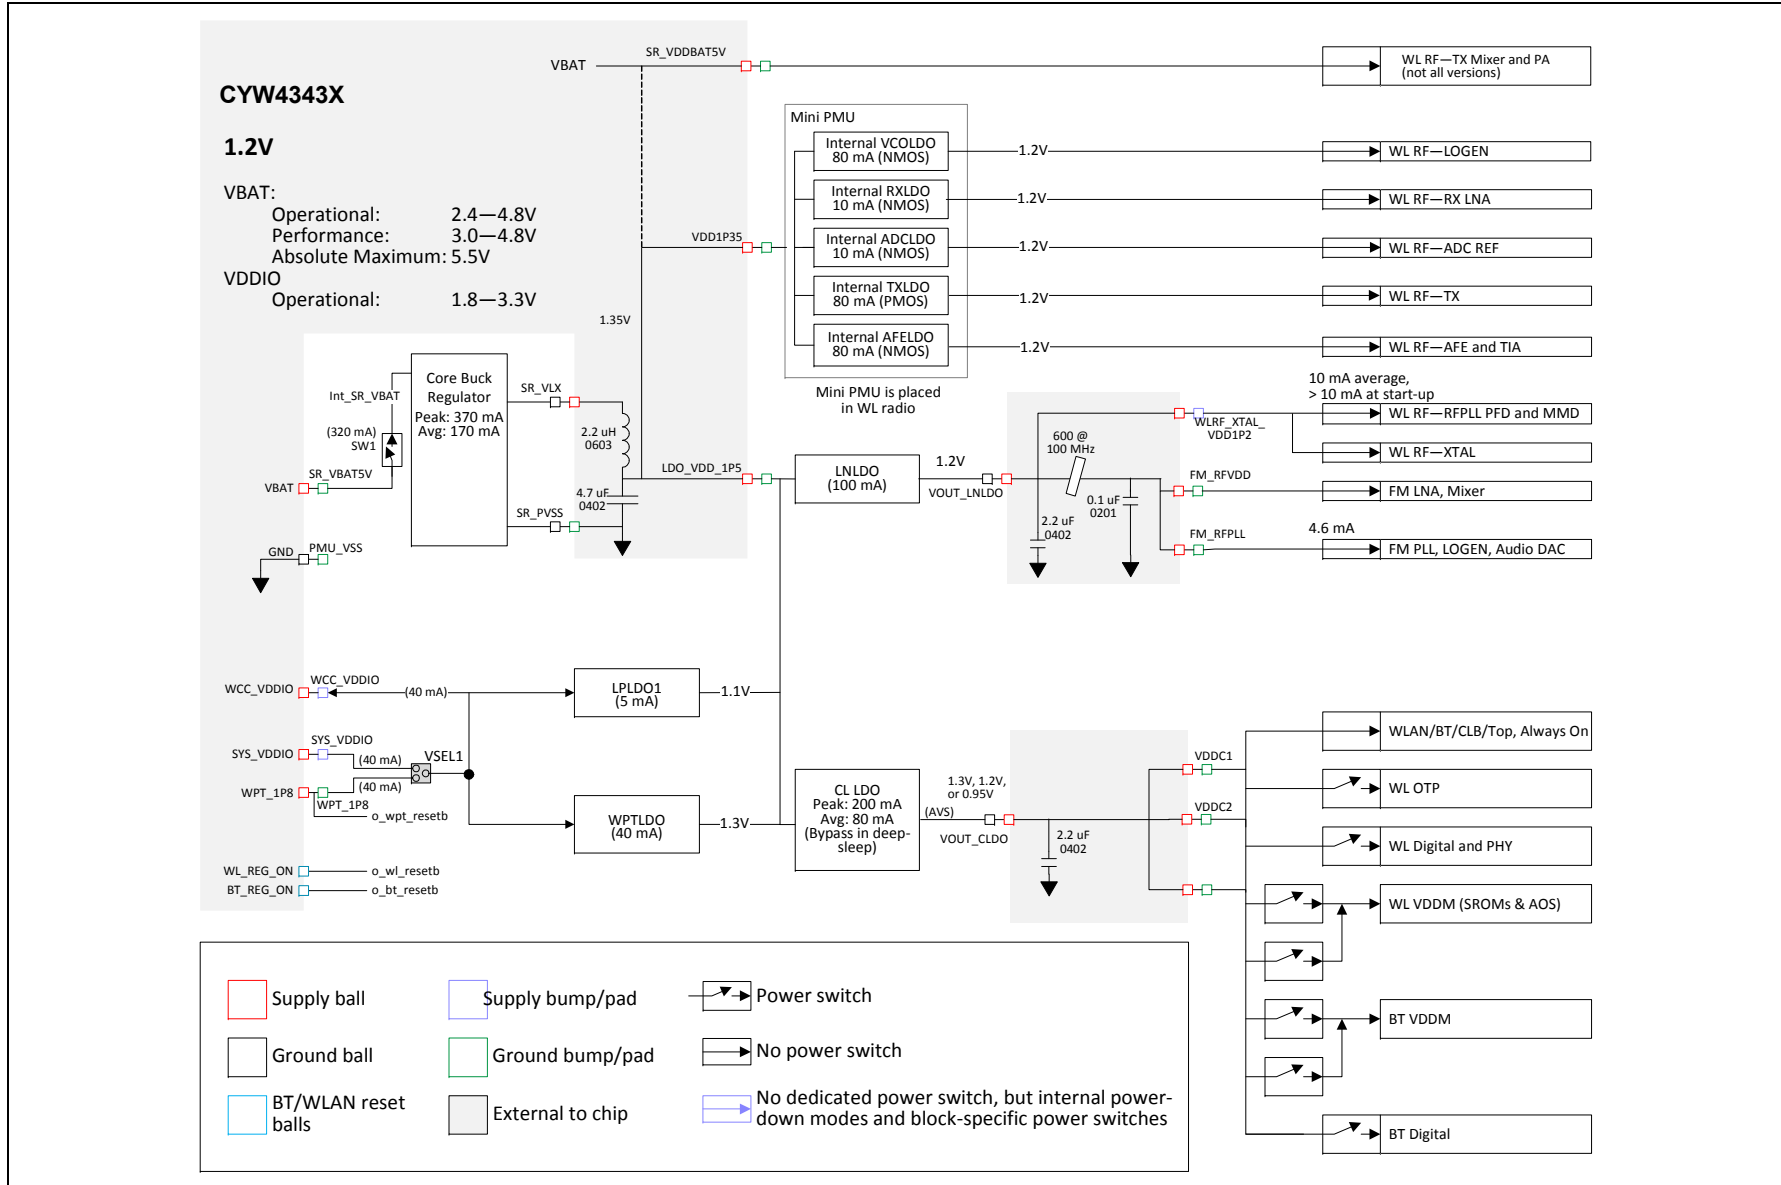 CYW4343X
1.2V
VBAT:
Operational: 2.4—4.8V
Performance: 3.0—4.8V
Absolute Maximum: 5.5V
VDDIO
Operational: 1.8—3.3V
VBAT
SR_VDDBAT5V
WL RF—TX Mixer and PA
(not all versions)
Mini PMU
Internal VCOLDO
80 mA (NMOS)
1.2V
WL RF—LOGEN
Internal RXLDO
10 mA (NMOS)
1.2V
WL RF—RX LNA
VDD1P35
Internal ADCLDO
10 mA (NMOS)
1.2V
WL RF—ADC REF
Internal TXLDO
80 mA (PMOS)
1.2V
WL RF—TX
1.35V
Internal AFELDO
80 mA (NMOS)
1.2V
WL RF—AFE and TIA
Mini PMU is placed
in WL radio
10 mA average,
> 10 mA at start-up
WL RF—RFPLL PFD and MMD
WLRF_XTAL_
VDD1P2
WL RF—XTAL
Core Buck
Regulator
Peak: 370 mA
Avg: 170 mA
Int_SR_VBAT
(320 mA)
SW1
SR_VBAT5V
VBAT
SR_VLX
2.2 uH
0603
4.7 uF
0402
SR_PVSS
GND
PMU_VSS
LDO_VDD_1P5
LNLDO
(100 mA)
1.2V
VOUT_LNLDO
600 @
100 MHz
2.2 uF
0402
0.1 uF
0201
FM_RFVDD
FM LNA, Mixer
FM_RFPLL
4.6 mA
FM PLL, LOGEN, Audio DAC
WCC_VDDIO
WCC_VDDIO
(40 mA)
LPLDO1
(5 mA)
1.1V
SYS_VDDIO
SYS_VDDIO
(40 mA)
VSEL1
WPT_1P8
(40 mA)
WPT_1P8
o_wpt_resetb
WPTLDO
(40 mA)
1.3V
WL_REG_ON
o_wl_resetb
BT_REG_ON
o_bt_resetb
CL LDO
Peak: 200 mA
Avg: 80 mA
(Bypass in deep-
sleep)
1.3V, 1.2V,
or 0.95V
(AVS)
VOUT_CLDO
2.2 uF
0402
VDDC1
VDDC2
WLAN/BT/CLB/Top, Always On
WL OTP
WL Digital and PHY
WL VDDM (SROMs & AOS)
BT VDDM
BT Digital
Supply ball
Supply bump/pad
Power switch
Ground ball
Ground bump/pad
No power switch
BT/WLAN reset
balls
External to chip
No dedicated power switch, but internal power-
down modes and block-specific power switches